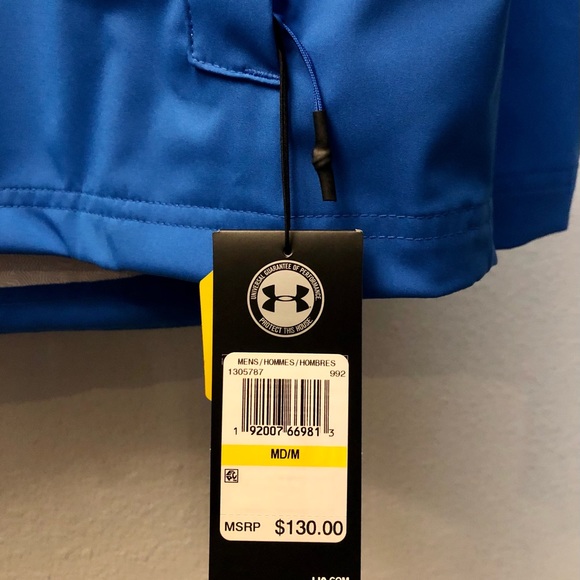 UNIVERSAL GUARANTEE OF PERFORMANCE
PROTECT THIS HOUSE
MENS/HOMMES/HOMBRES
1305787 992
1 92007 66981 3
MD/M
MSRP $130.00